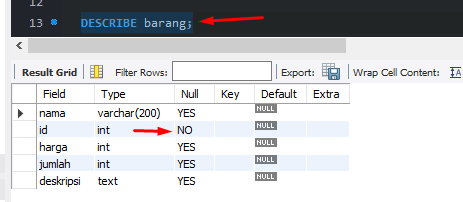 12
13 DESCRIBE barang;
Result Grid Filter Rows: Export: Wrap Cell Content:
Field Type Null Key Default Extra
nama varchar(200) YES NULL
id int NO NULL
harga int YES NULL
jumlah int YES NULL
deskripsi text YES NULL